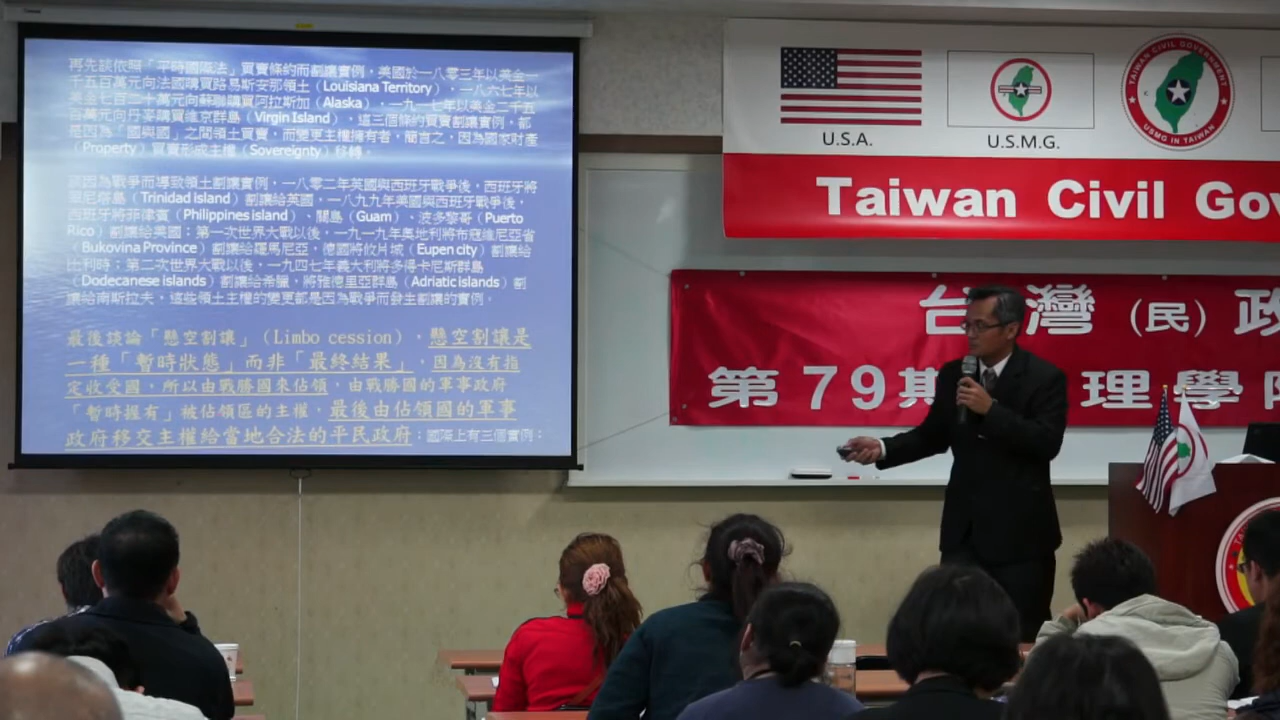 再先談依照「平時國際法」買賣條約而割讓實例，美國於一八〇三年以美金一
千五百萬元向法國購買路易斯安那領土（Louisiana Territory），一八六七年以
美金七百二十萬元向蘇聯購買阿拉斯加（Alaska），一九一七年以美金二千五
百萬元向丹麥購買維京群島（Virgin Island），這三個條約買賣割讓實例，都
是因為「國與國」之間領土買賣，而變更主權擁有者，簡言之，因為國家財產
（Property）買賣形成主權（Sovereignty）移轉。
談因為戰爭而導致領土割讓實例，一八〇二年英國與西班牙戰爭後，西班牙將
里尼塔島（Trinidad island）割讓給英國，一八九九年美國與西班牙戰爭後，
西班牙將菲律賓（Philippines island）、關島（Guam）、波多黎哥（Puerto
Rico）割讓給美國；第一次世界大戰以後，一九一九年奧地利將布寇維尼亞省
（Bukovina Province）割讓給羅馬尼亞，德國將攸片城（Eupen city）割讓給
比利時；第二次世界大戰以後，一九四七年義大利將多得卡尼斯群島
（Dodecanese islands）割讓給希臘，將雅德里亞群島（Adriatic islands）割
讓給南斯拉夫，這些領土主權的變更都是因為戰爭而發生割讓的實例。
最後談論「懸空割讓」（Limbo cession），懸空割讓是
一種「暫時狀態」而非「最終結果」，因為沒有指
定收受國，所以由戰勝國來佔領，由戰勝國的軍事政府
「暫時握有」被佔領區的主權，最後由佔領國的軍事
政府移交主權給當地合法的平民政府；國際上有三個實例：
U.S.A.
U.S.M.G.
TAIWAN CIVIL GOVERNMENT
USMG IN TAIWAN
Taiwan Civil Gov
台灣（民）政
第79期 理學